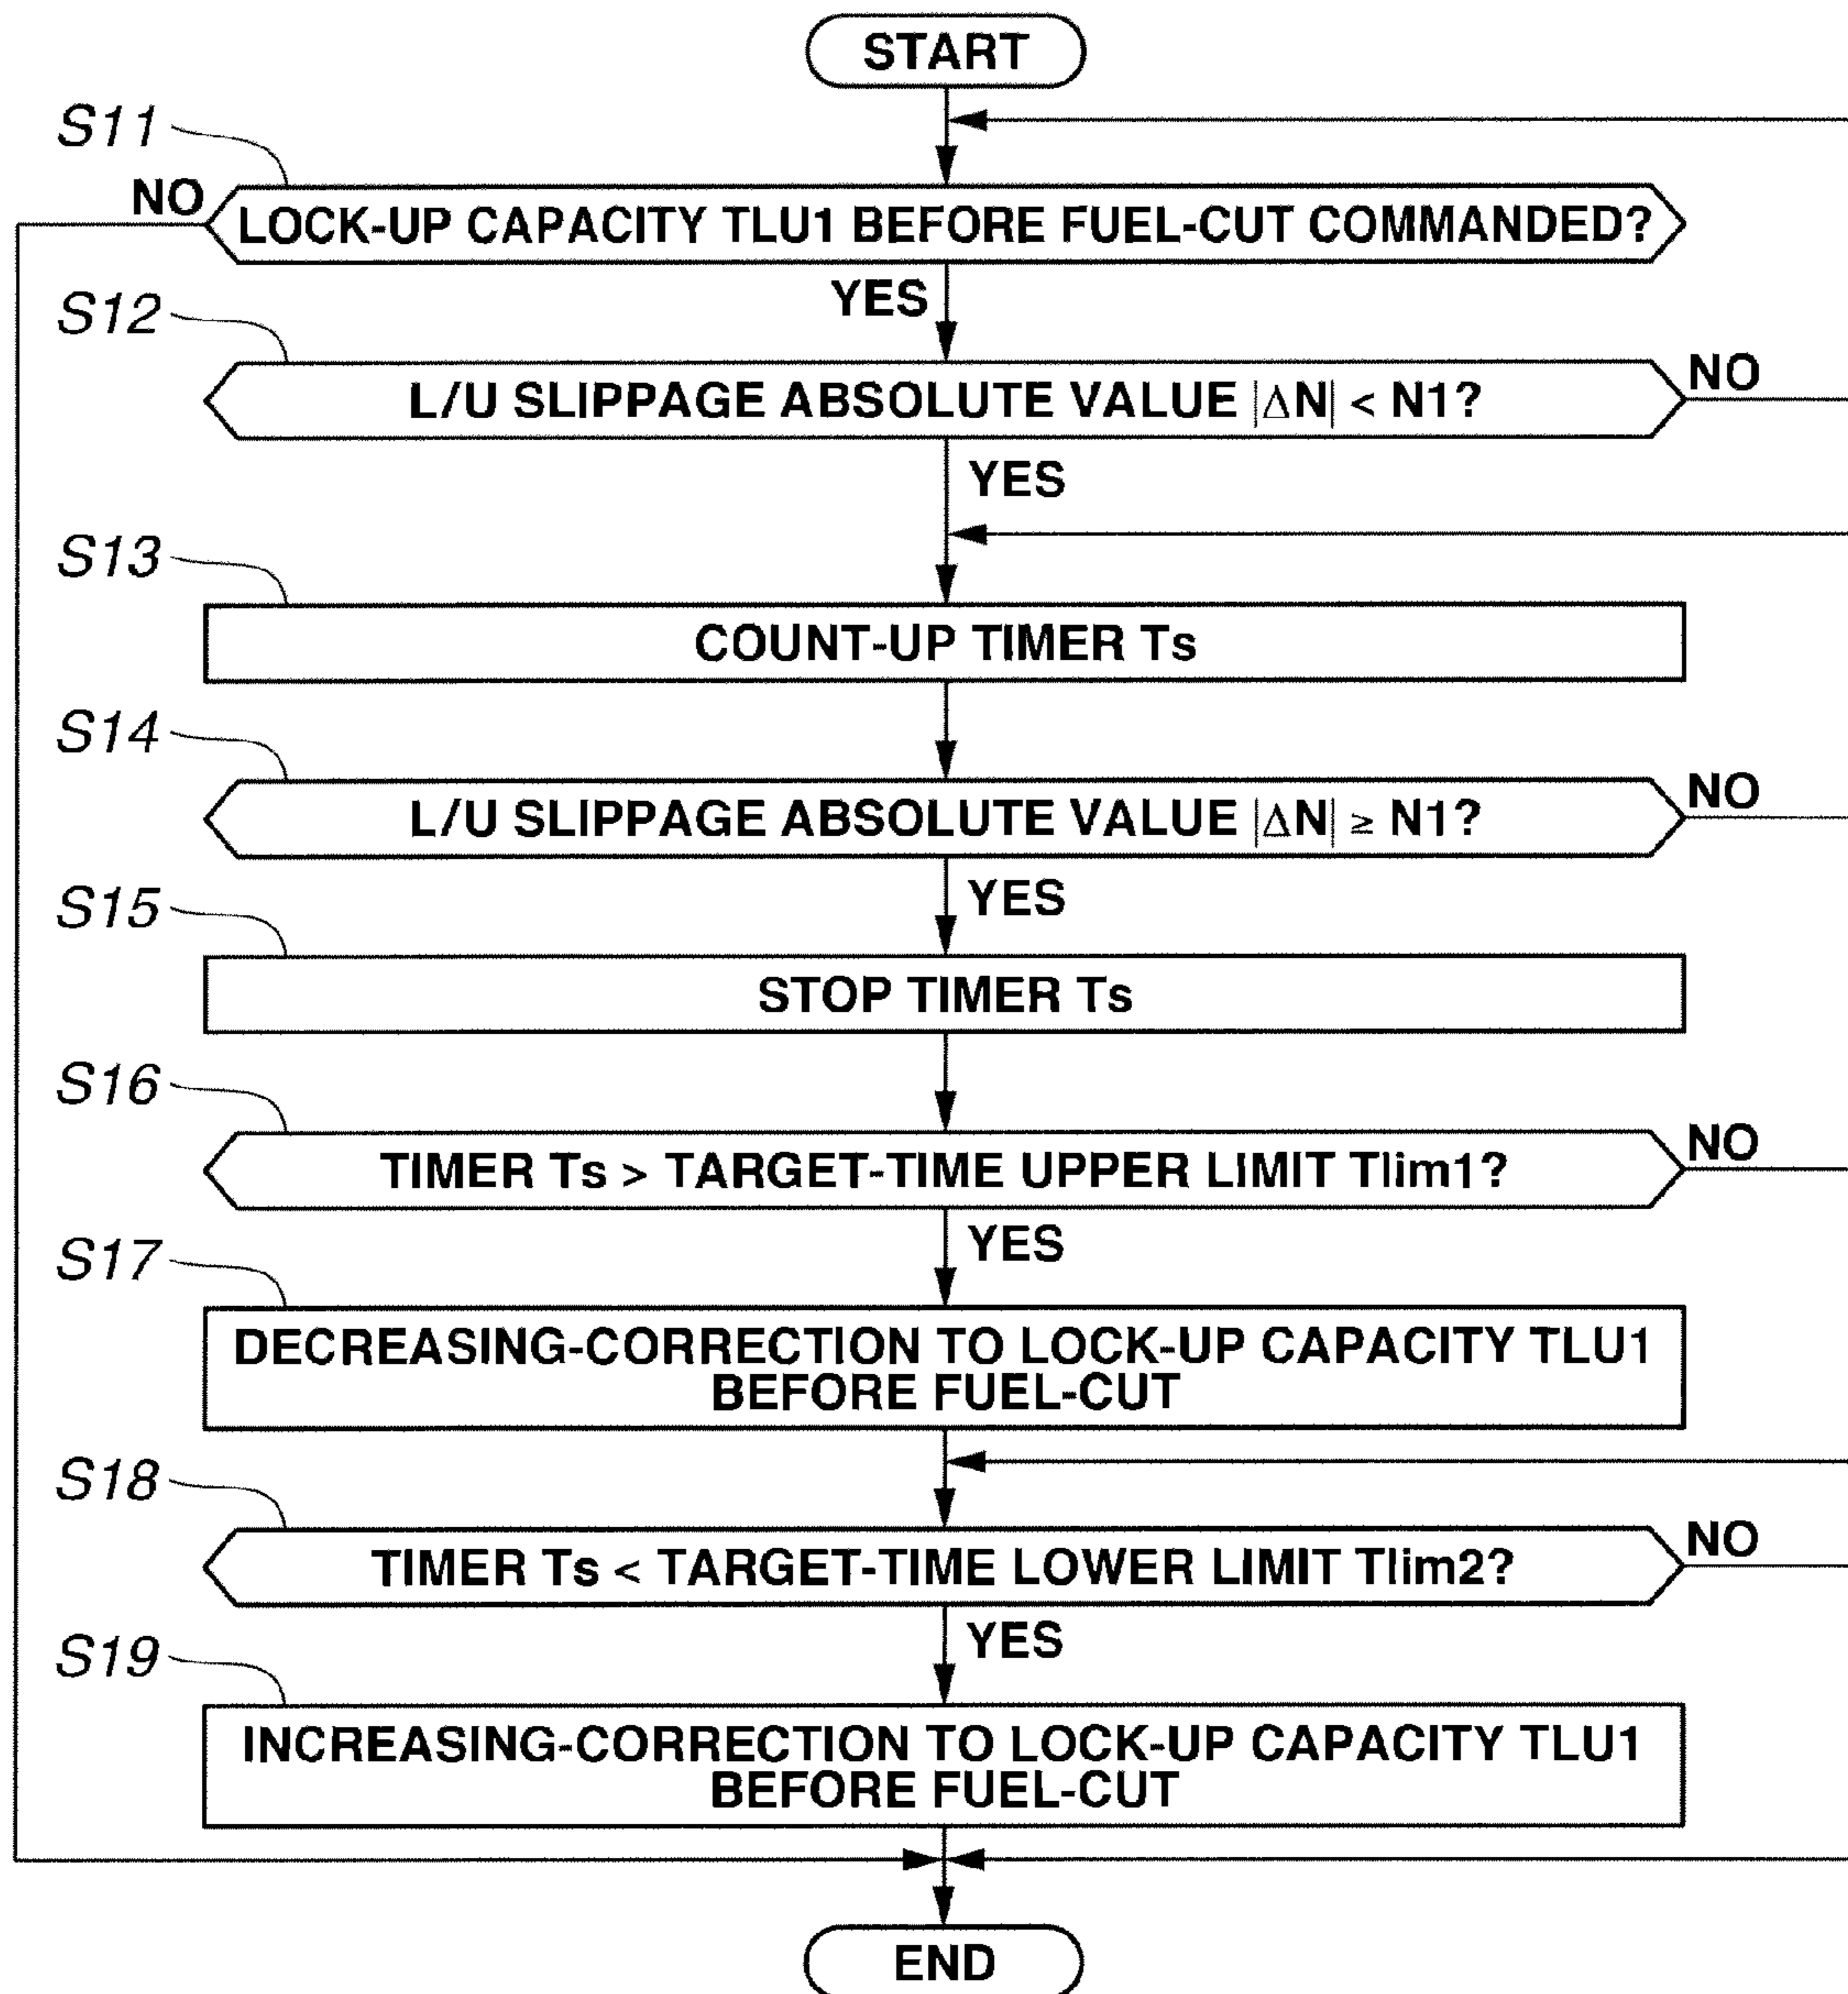 START
S11
NO
LOCK-UP CAPACITY TLU1 BEFORE FUEL-CUT COMMANDED?
YES
S12
L/U SLIPPAGE ABSOLUTE VALUE |ΔN| < N1?
NO
YES
S13
COUNT-UP TIMER Ts
S14
L/U SLIPPAGE ABSOLUTE VALUE |ΔN| ≥ N1?
NO
YES
S15
STOP TIMER Ts
S16
TIMER Ts > TARGET-TIME UPPER LIMIT Tlim1?
NO
YES
S17
DECREASING-CORRECTION TO LOCK-UP CAPACITY TLU1
BEFORE FUEL-CUT
S18
TIMER Ts < TARGET-TIME LOWER LIMIT Tlim2?
NO
YES
S19
INCREASING-CORRECTION TO LOCK-UP CAPACITY TLU1
BEFORE FUEL-CUT
END